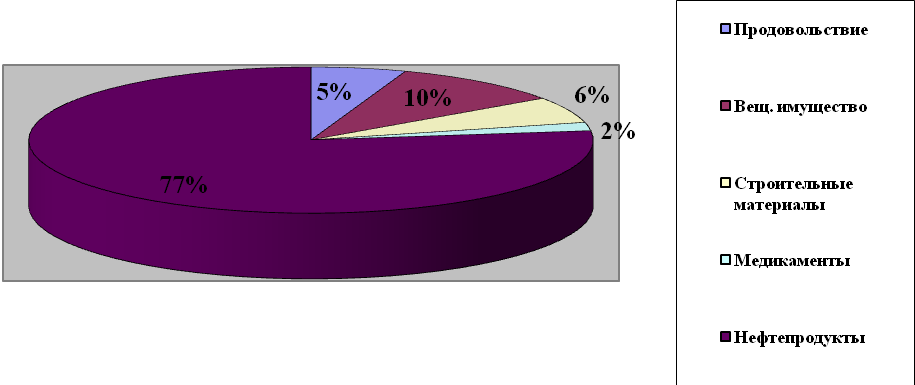 5%
10%
6%
2%
77%
Продовольствие
Вещ. имущество
Строительные
материалы
Медикаменты
Нефтепродукты